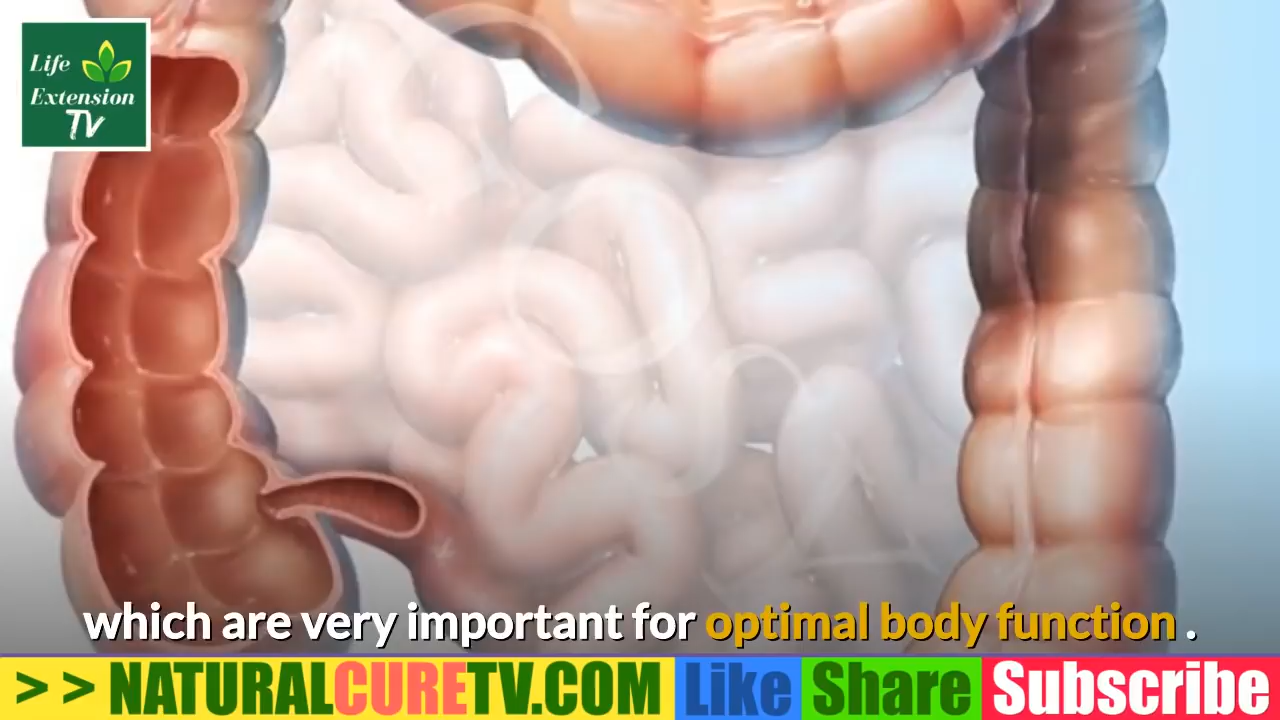 Life
Extension
TV
which are very important for optimal body function .
> > NATURALCURETV.COM Like Share Subscribe